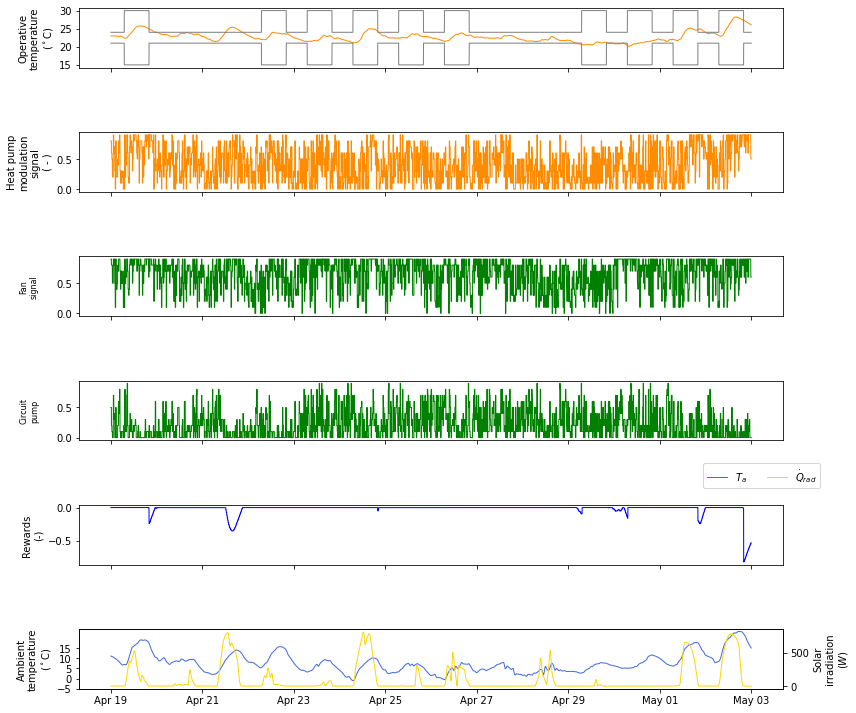 Operative
temperature
(°C)
30
25
20
15
Heat pump
modulation
signal
( - )
0.5
0.0
Fan
signal
0.5
0.0
Circuit
pump
0.5
0.0
T_a
Q̇_rad
Rewards
(-)
0.0
−0.5
Ambient
temperature
(°C)
15
10
5
0
−5
500
0
Solar
irradiation
(W)
Apr 19 Apr 21 Apr 23 Apr 25 Apr 27 Apr 29 May 01 May 03